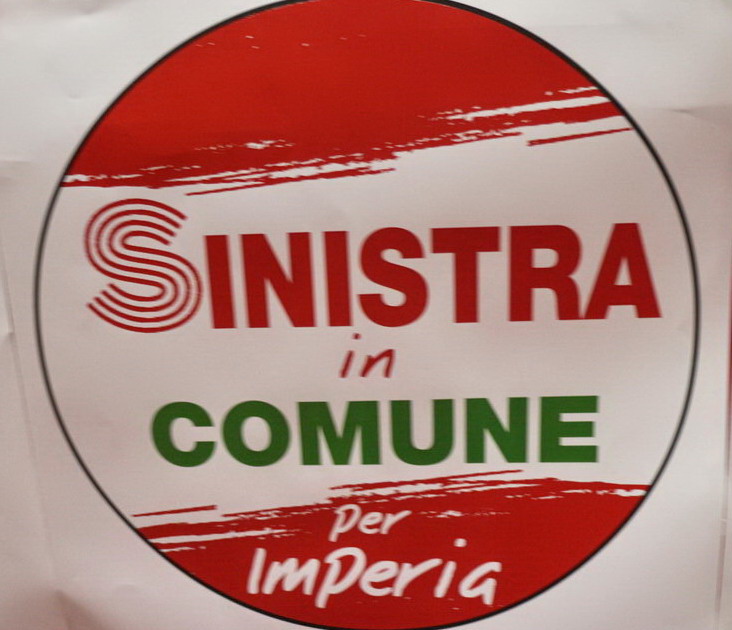 SINISTRA
in
COMUNE
per
Imperia